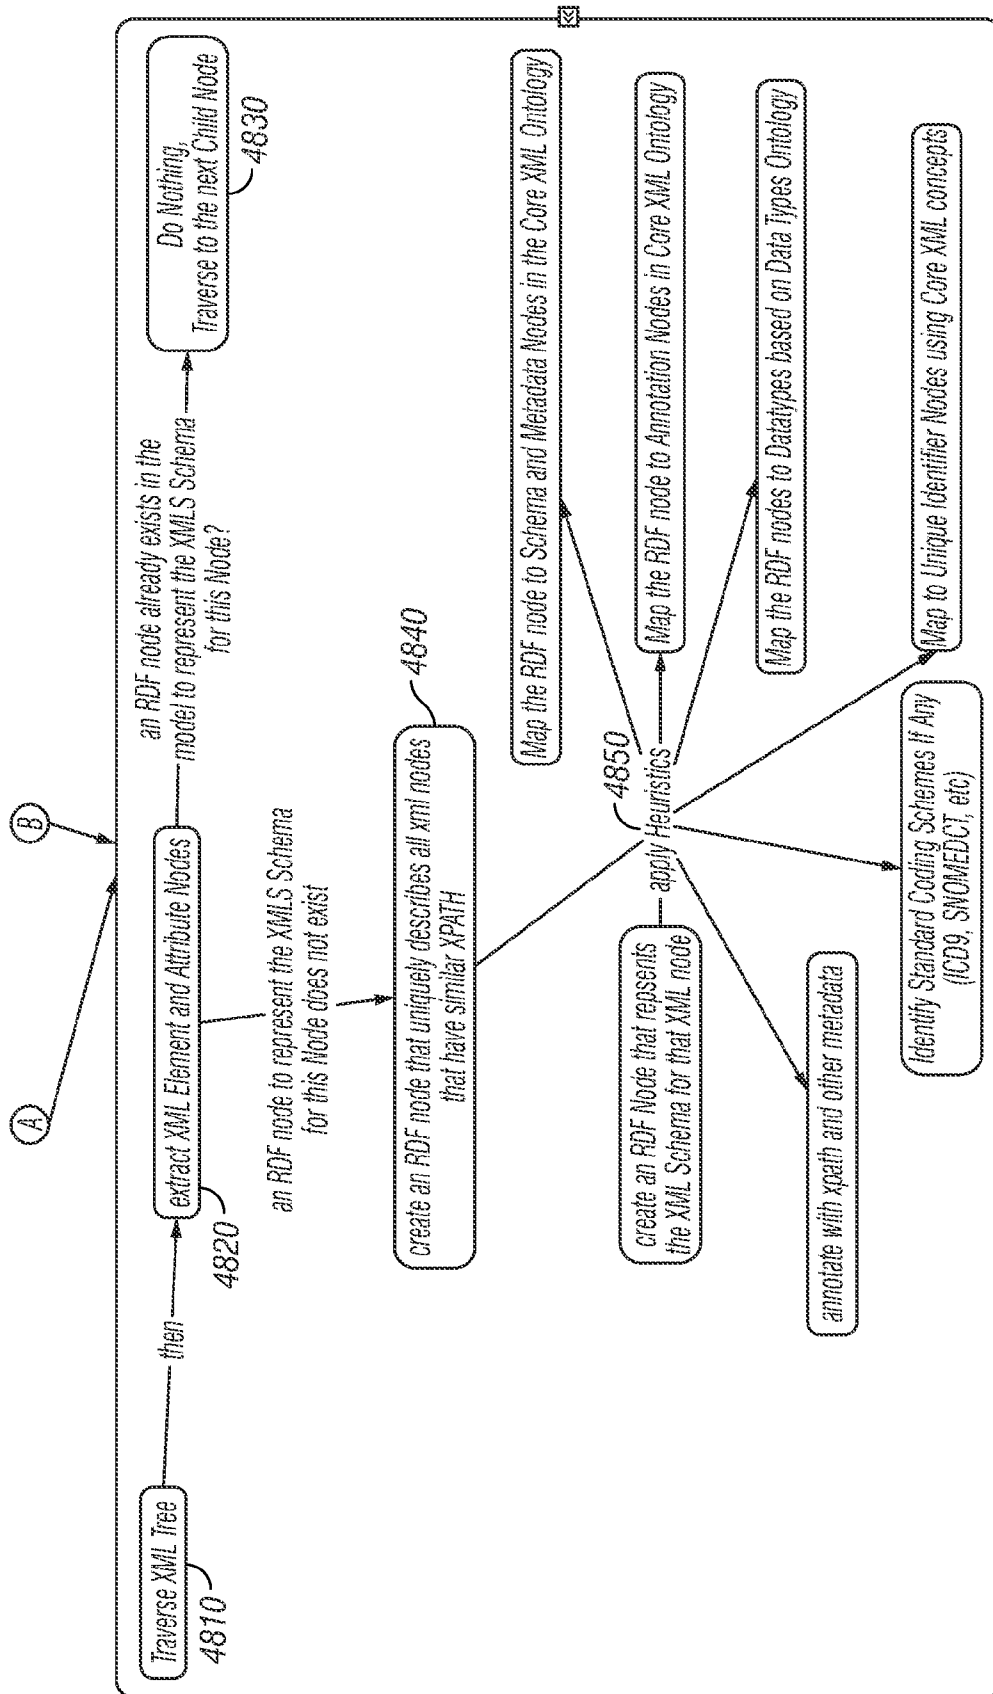 A
B
Traverse XML Tree
4810
then
extract XML Element and Attribute Nodes
4820
an RDF node already exists in the
model to represent the XMLS Schema
for this Node?
Do Nothing,
Traverse to the next Child Node
4830
an RDF node to represent the XMLS Schema
for this Node does not exist
create an RDF node that uniquely describes all xml nodes
that have similar XPATH
4840
create an RDF Node that repsents
the XML Schema for that XML node
apply Heuristics
4850
Map the RDF node to Schema and Metadata Nodes in the Core XML Ontology
Map the RDF node to Annotation Nodes in Core XML Ontology
Map the RDF nodes to Datatypes based on Data Types Ontology
Map to Unique Identifier Nodes using Core XML concepts
Identify Standard Coding Schemes If Any
(ICD9, SNOMEDCT, etc)
annotate with xpath and other metadata